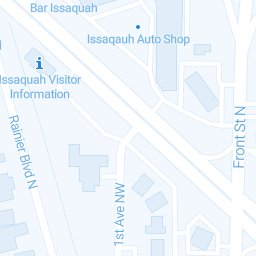 Bar Issaquah
Issaqauh Auto Shop
Issaquah Visitor
Information
Front St N
Rainier Blvd N
1st Ave NW